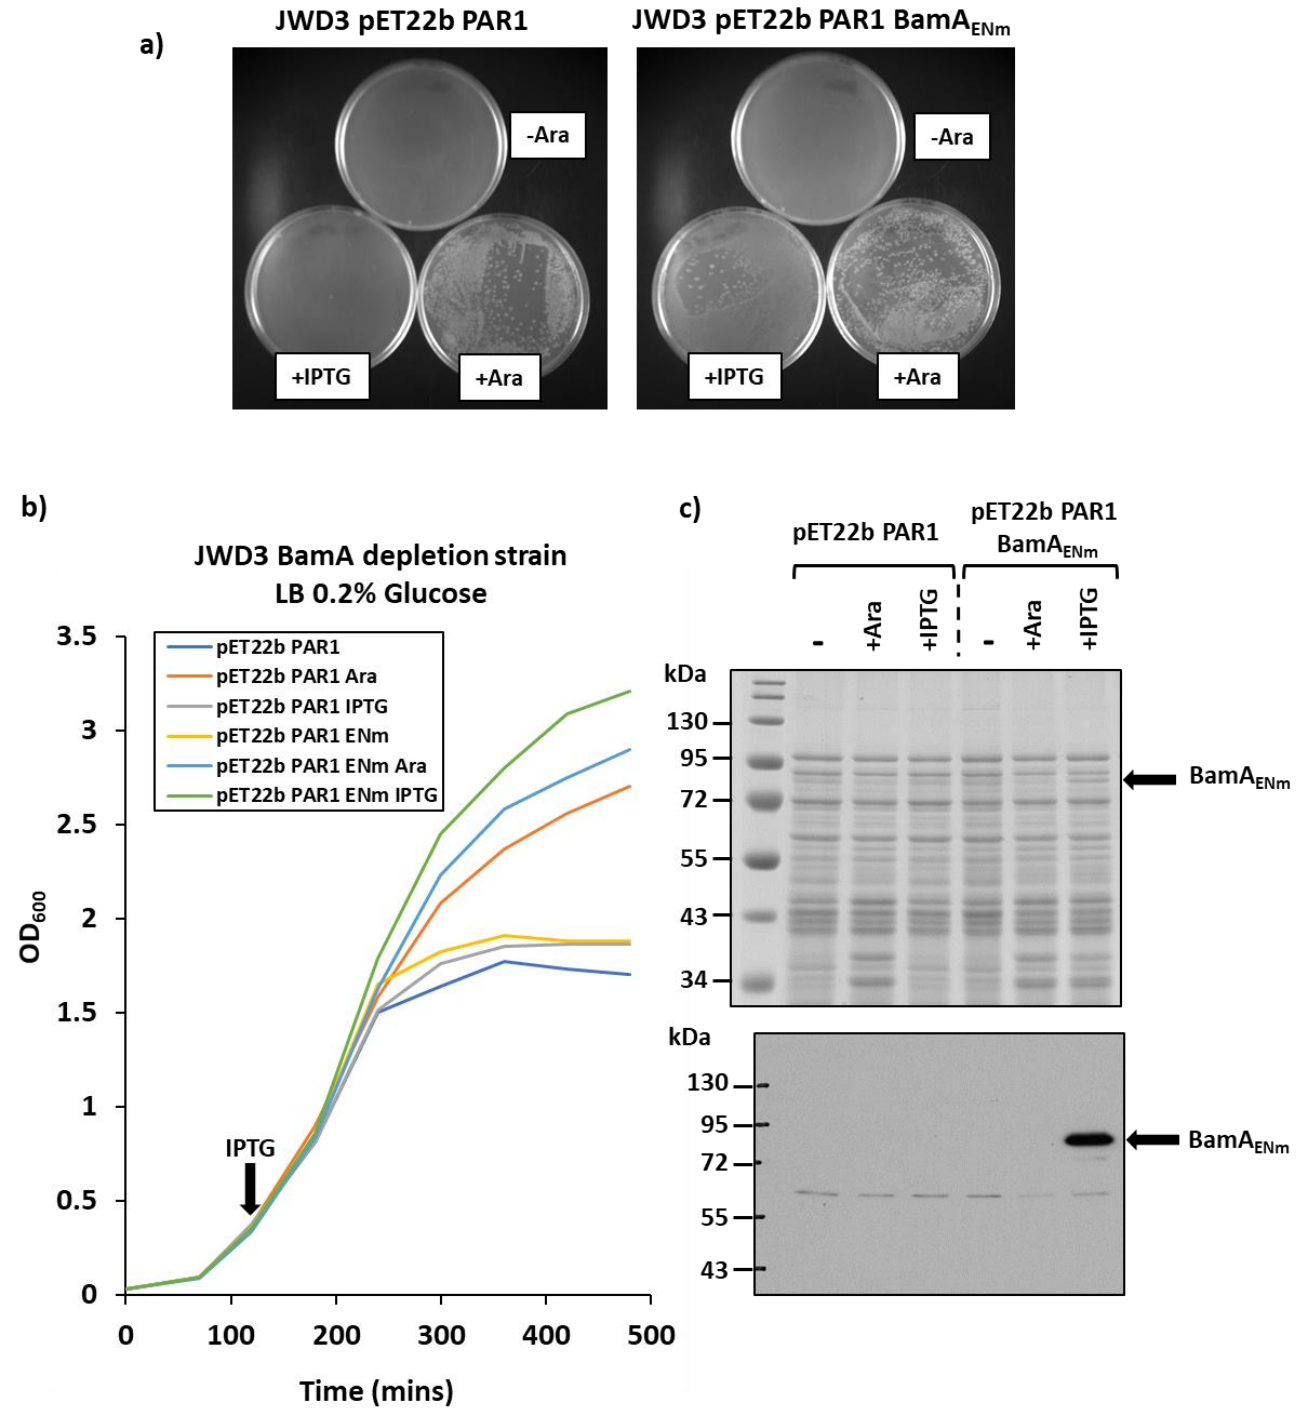 JWD3 pET22b PAR1
JWD3 pET22b PAR1 BamAENm
a)
-Ara
+IPTG
+Ara
-Ara
+IPTG
+Ara
b)
JWD3 BamA depletion strain
LB 0.2% Glucose
3.5
3
2.5
2
1.5
1
0.5
0
OD600
pET22b PAR1
pET22b PAR1 Ara
pET22b PAR1 IPTG
pET22b PAR1 ENm
pET22b PAR1 ENm Ara
pET22b PAR1 ENm IPTG
IPTG
0 100 200 300 400 500
Time (mins)
c)
pET22b PAR1
pET22b PAR1
BamAENm
-
+Ara
+IPTG
-
+Ara
+IPTG
kDa
130
95
72
55
43
34
BamAENm
kDa
130
95
72
55
43
BamAENm